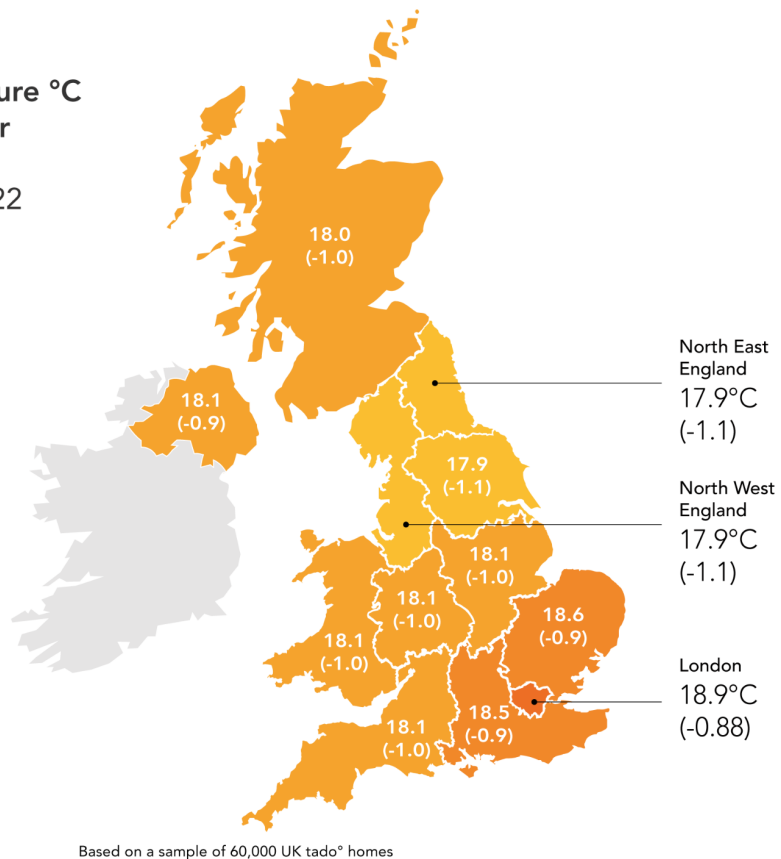 ure °C
r
22
18.0
(-1.0)
North East
England
17.9°C
(-1.1)
18.1
(-0.9)
17.9
(-1.1)
North West
England
17.9°C
(-1.1)
18.1
(-1.0)
18.1
(-1.0)
18.6
(-0.9)
18.1
(-1.0)
London
18.9°C
(-0.88)
18.5
(-0.9)
18.1
(-1.0)
Based on a sample of 60,000 UK tado° homes